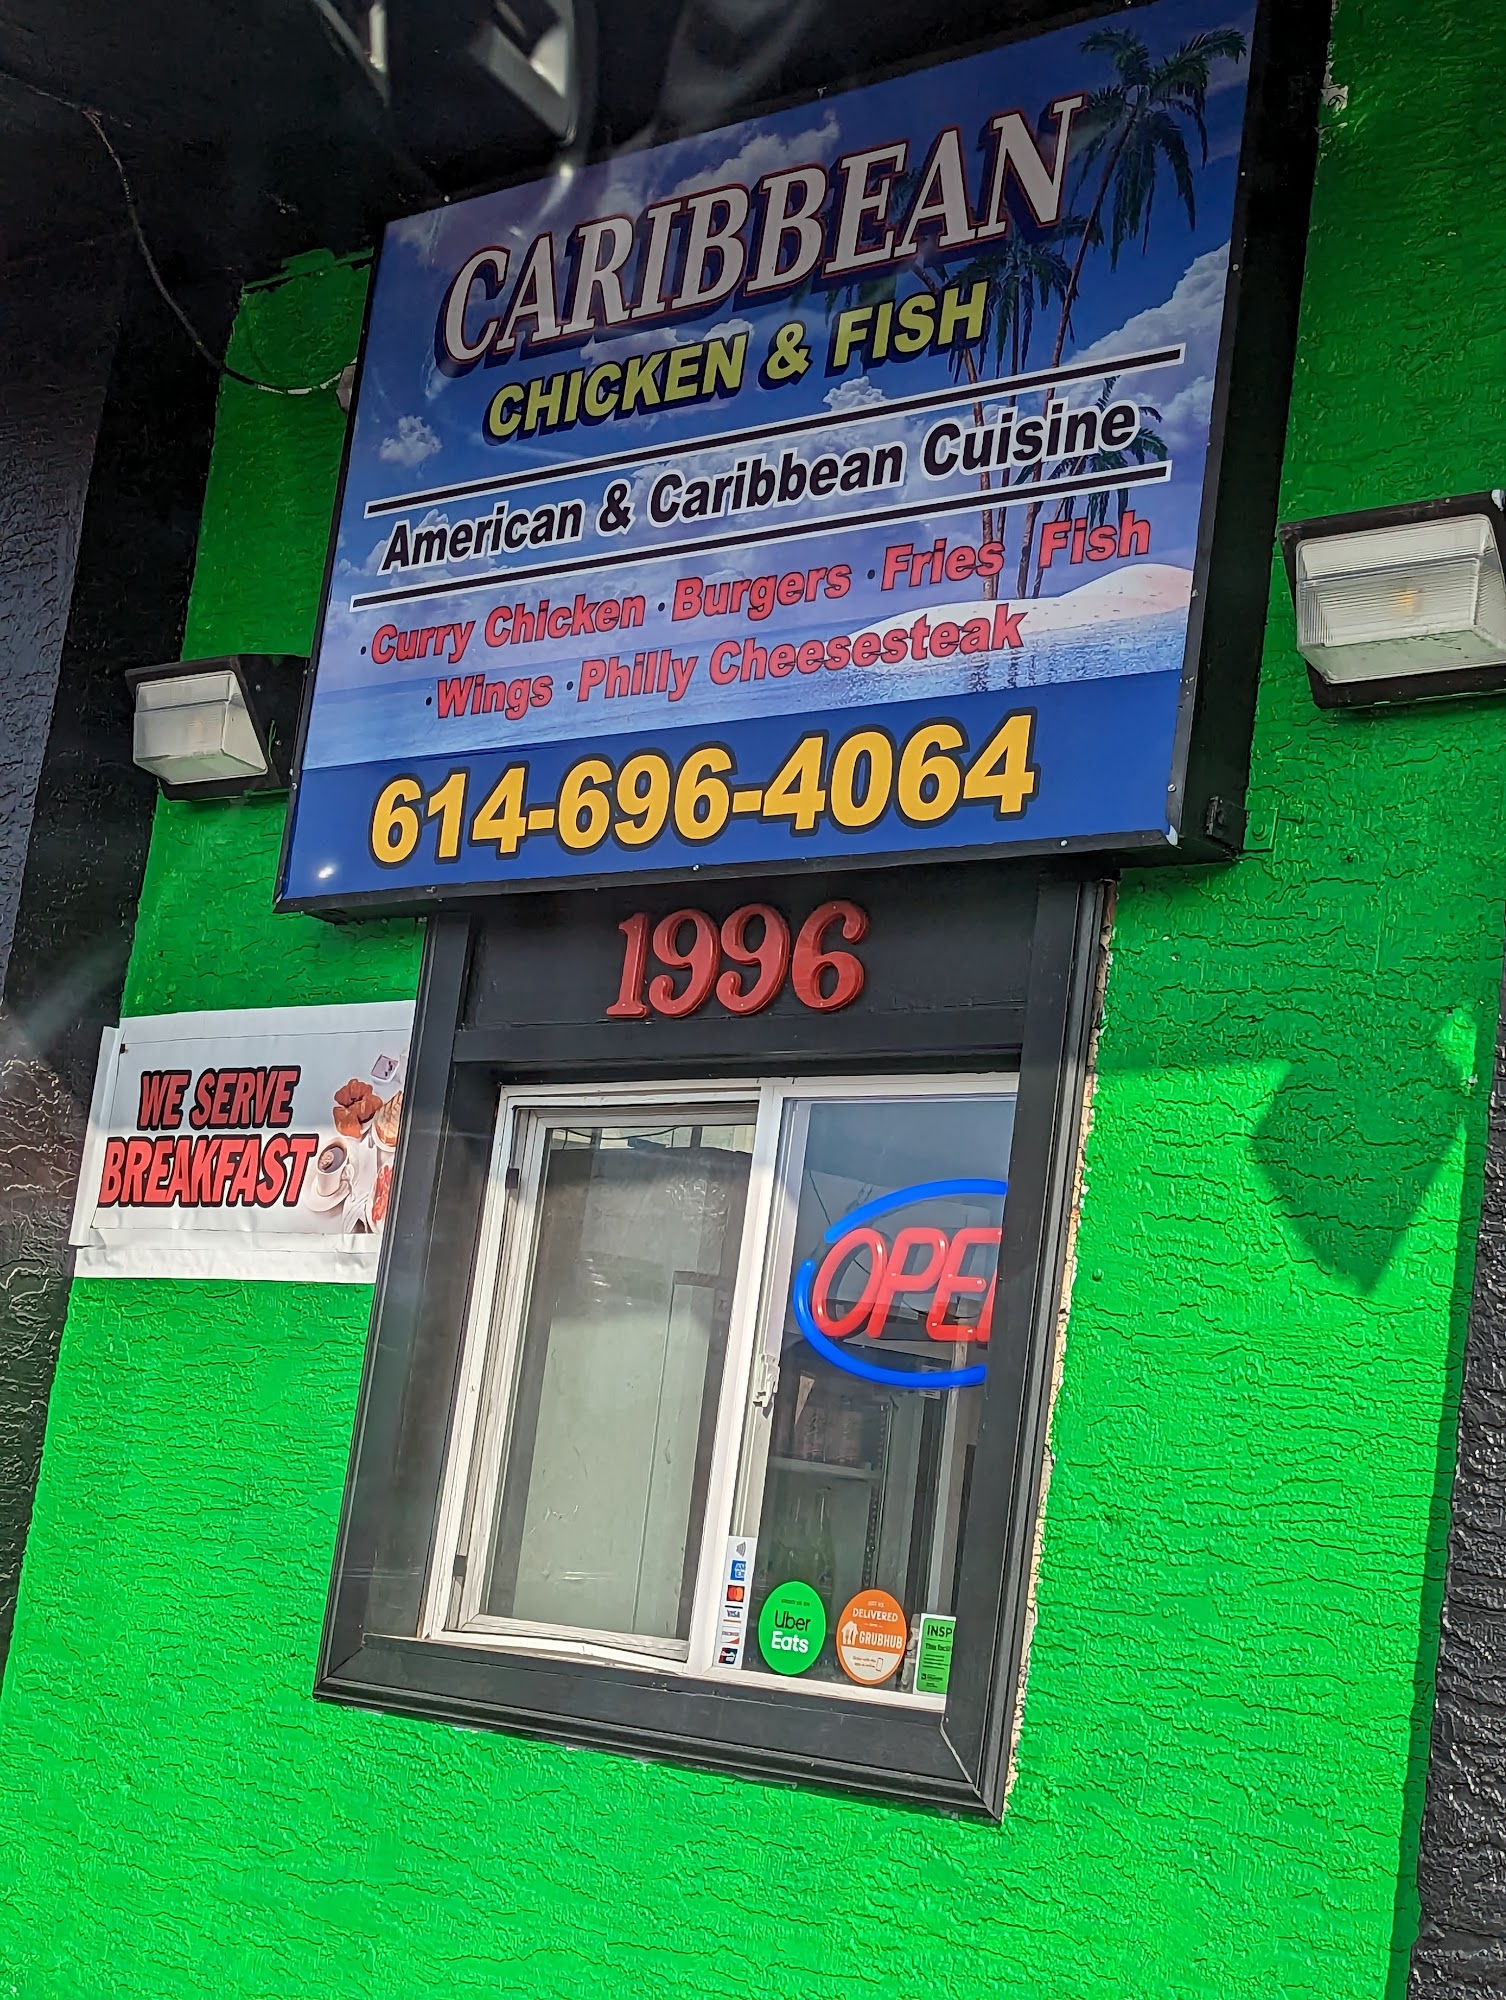 CARIBBEAN
CHICKEN & FISH
American & Caribbean Cuisine
·Curry Chicken ·Burgers ·Fries Fish
·Wings ·Philly Cheesesteak
614-696-4064
1996
WE SERVE
BREAKFAST
OPE
VISA
Uber
Eats
DELIVERED
GRUBHUB
INSP